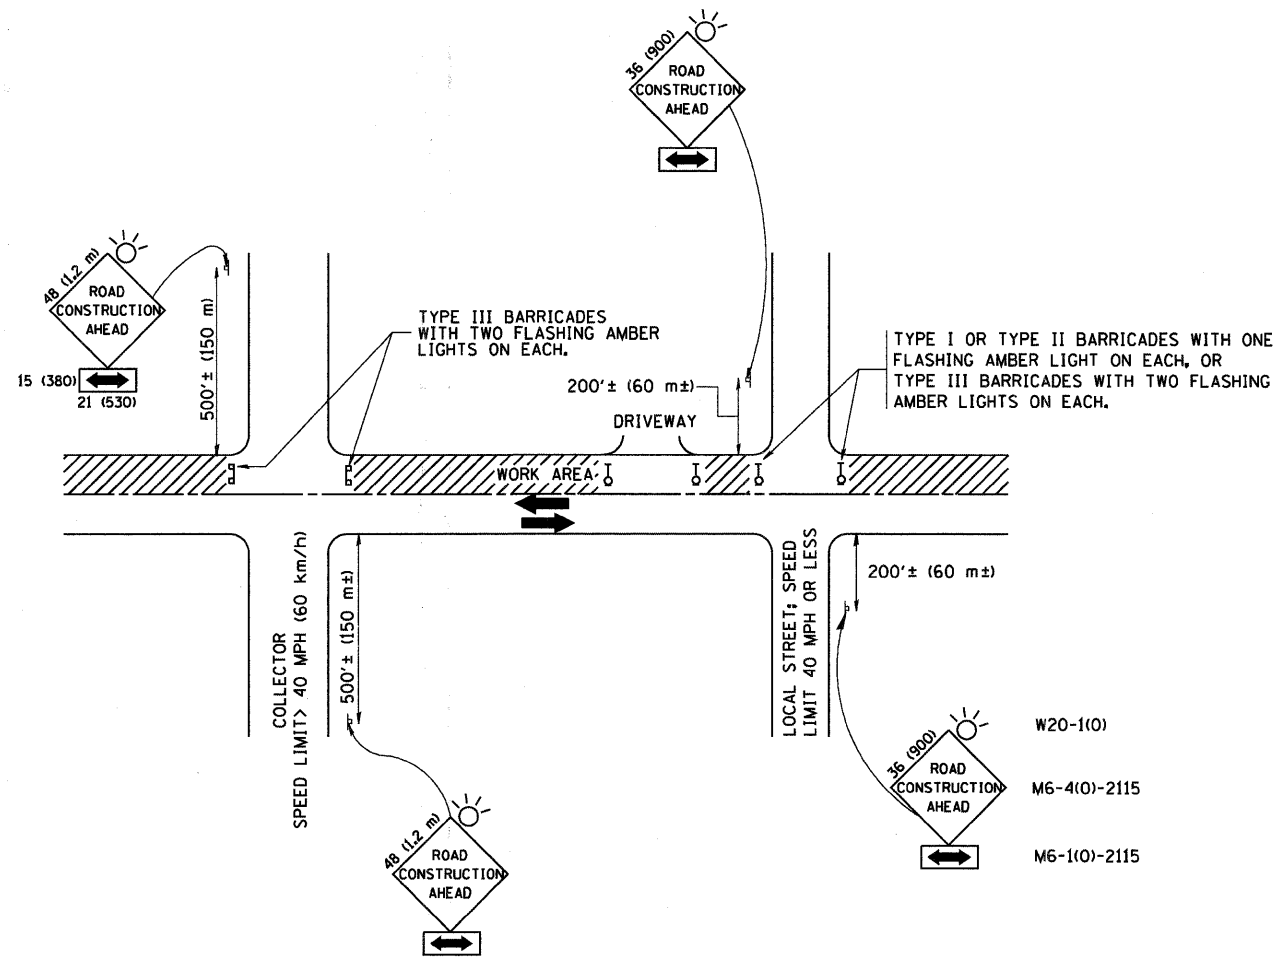 36 (900)
ROAD
CONSTRUCTION
AHEAD
48 (1.2 m)
ROAD
CONSTRUCTION
AHEAD
15 (380)
21 (530)
500'± (150 m)
TYPE III BARRICADES
WITH TWO FLASHING AMBER
LIGHTS ON EACH.
200'± (60 m±)
DRIVEWAY
TYPE I OR TYPE II BARRICADES WITH ONE
FLASHING AMBER LIGHT ON EACH, OR
TYPE III BARRICADES WITH TWO FLASHING
AMBER LIGHTS ON EACH.
WORK AREA
COLLECTOR
SPEED LIMIT> 40 MPH (60 km/h)
500'± (150 m±)
LOCAL STREET; SPEED
LIMIT 40 MPH OR LESS
200'± (60 m±)
48 (1.2 m)
ROAD
CONSTRUCTION
AHEAD
36 (900)
ROAD
CONSTRUCTION
AHEAD
W20-1(O)
M6-4(O)-2115
M6-1(O)-2115